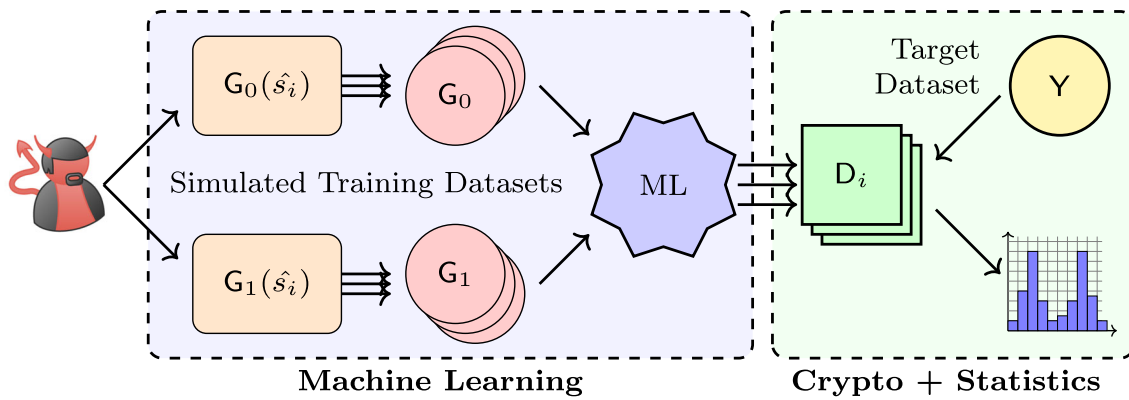 G₀(ŝᵢ)
G₀
Simulated Training Datasets
G₁(ŝᵢ)
G₁
ML
Machine Learning
Target
Dataset
Y
Dᵢ
Crypto + Statistics